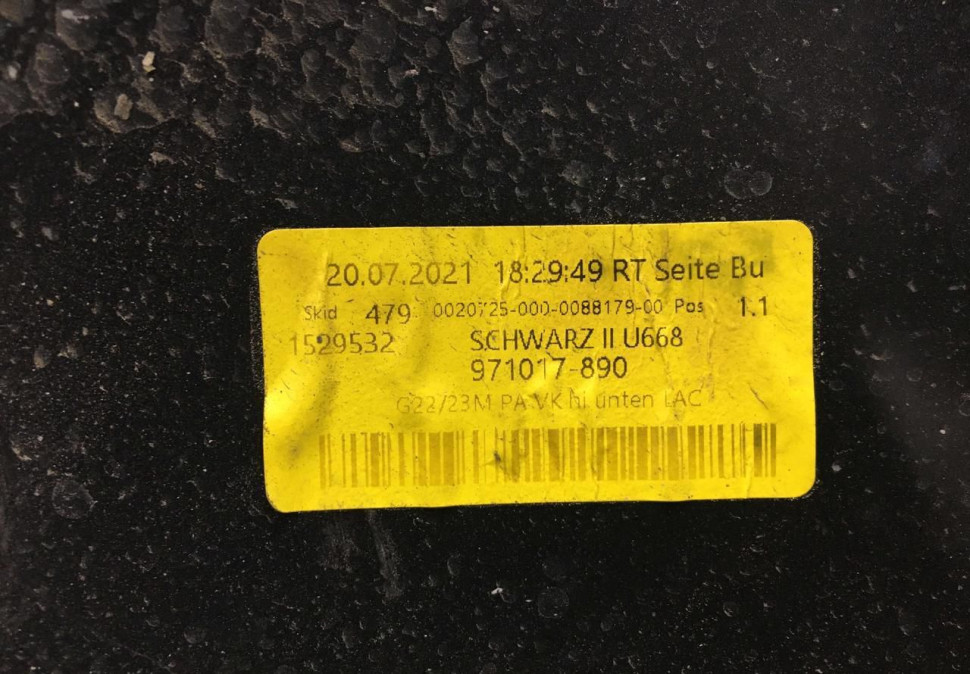 20.07.2021 18:29:49 RT Seite Bu
Skid 479 0020725-000-0088179-00 Pos 1.1
1529532 SCHWARZ II U668
971017-890
G22/23M PA VK hi unten LAC